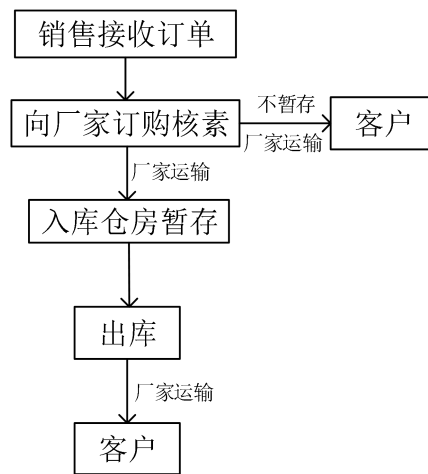 销售接收订单
向厂家订购核素
不暂存
厂家运输
客户
厂家运输
入库仓房暂存
出库
厂家运输
客户